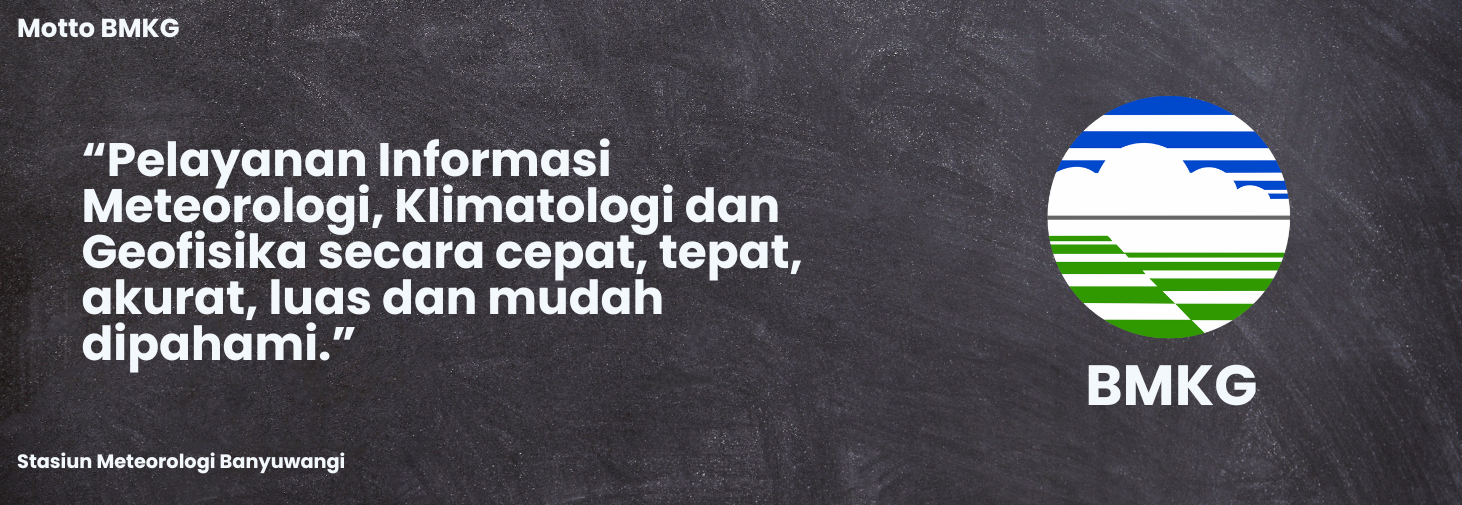 Motto BMKG
“Pelayanan Informasi
Meteorologi, Klimatologi dan
Geofisika secara cepat, tepat,
akurat, luas dan mudah
dipahami.”
BMKG
Stasiun Meteorologi Banyuwangi